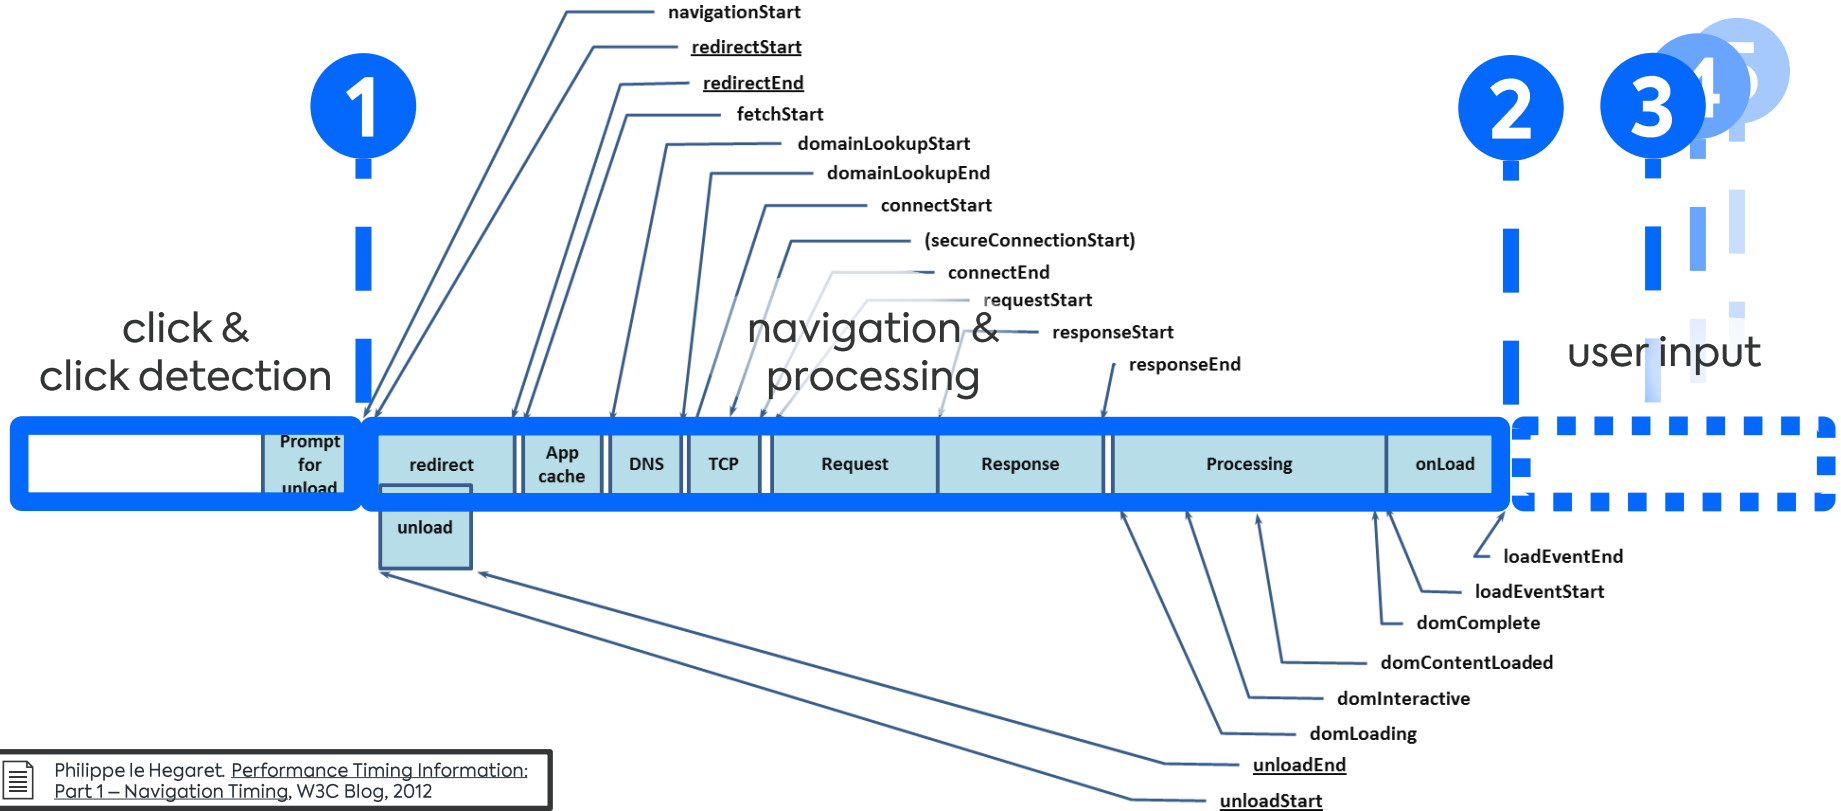 navigationStart
redirectStart
redirectEnd
fetchStart
domainLookupStart
domainLookupEnd
connectStart
(secureConnectionStart)
connectEnd
requestStart
responseStart
responseEnd
1
2
3
4
5
click &
click detection
navigation &
processing
user input
Prompt
for
unload
redirect
App
cache
DNS
TCP
Request
Response
Processing
onLoad
unload
loadEventEnd
loadEventStart
domComplete
domContentLoaded
domInteractive
domLoading
unloadEnd
unloadStart
Philippe le Hegaret. Performance Timing Information:
Part 1 – Navigation Timing, W3C Blog, 2012